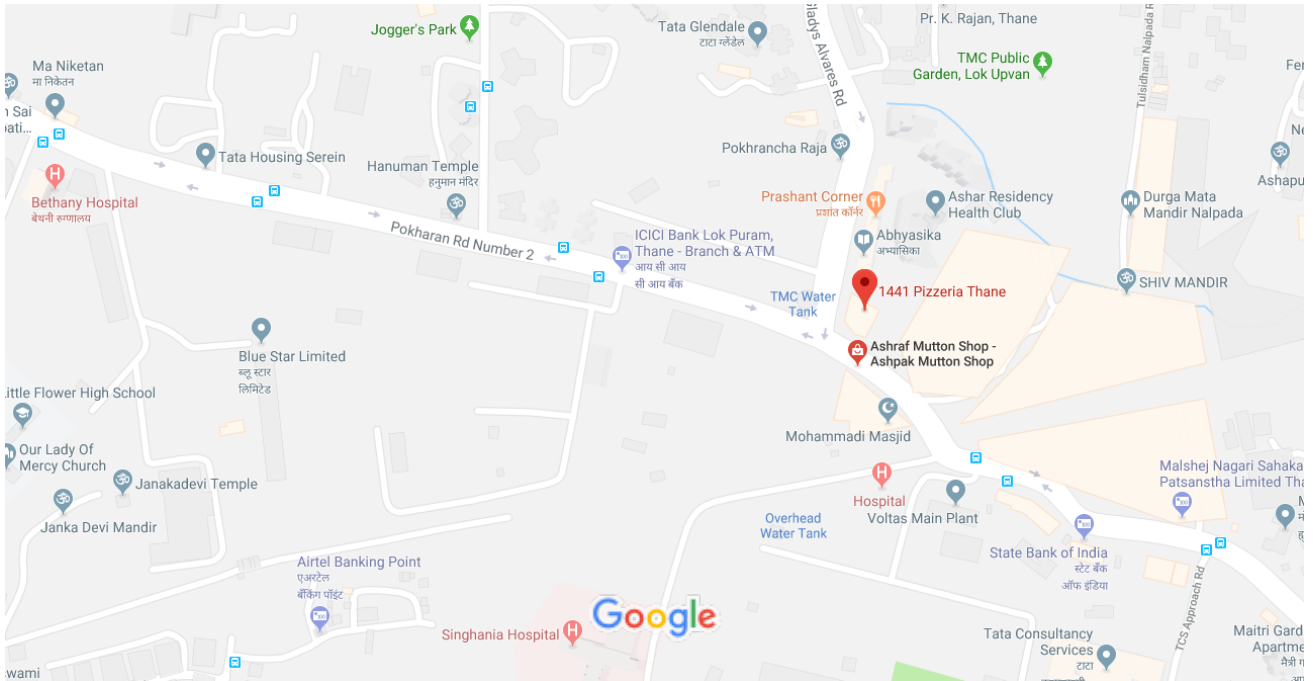 Jogger's Park
Tata Glendale
टाटा ग्लेंडेल
Gladys Alvares Rd
Pr. K. Rajan, Thane
TMC Public
Garden, Lok Upvan
Tulsidham Nalpada R
Fer
Ma Niketan
मा निकेतन
n Sai
pati...
Tata Housing Serein
Hanuman Temple
हनुमान मंदिर
Pokhrancha Raja
Ne
Ashapu
Bethany Hospital
बेथनी रुग्णालय
Prashant Corner
प्रशांत कॉर्नर
Ashar Residency
Health Club
Durga Mata
Mandir Nalpada
Pokharan Rd Number 2
ICICI Bank Lok Puram,
Thane - Branch & ATM
आय सी आय
सी आय बँक
Abhyasika
अभ्यासिका
SHIV MANDIR
TMC Water
Tank
1441 Pizzeria Thane
Blue Star Limited
ब्लू स्टार
लिमिटेड
Ashraf Mutton Shop -
Ashpak Mutton Shop
Little Flower High School
Mohammadi Masjid
Our Lady Of
Mercy Church
Janakadevi Temple
Janka Devi Mandir
Hospital
Voltas Main Plant
Overhead
Water Tank
Malshej Nagari Sahaka
Patsanstha Limited Tha
State Bank of India
स्टेट बँक
ऑफ इंडिया
Airtel Banking Point
एअरटेल
बँकिंग पॉइंट
Google
Singhania Hospital
TCS Approach Rd
Tata Consultancy
Services
टाटा
Maitri Gard
Apartme
मैत्री ग
swami